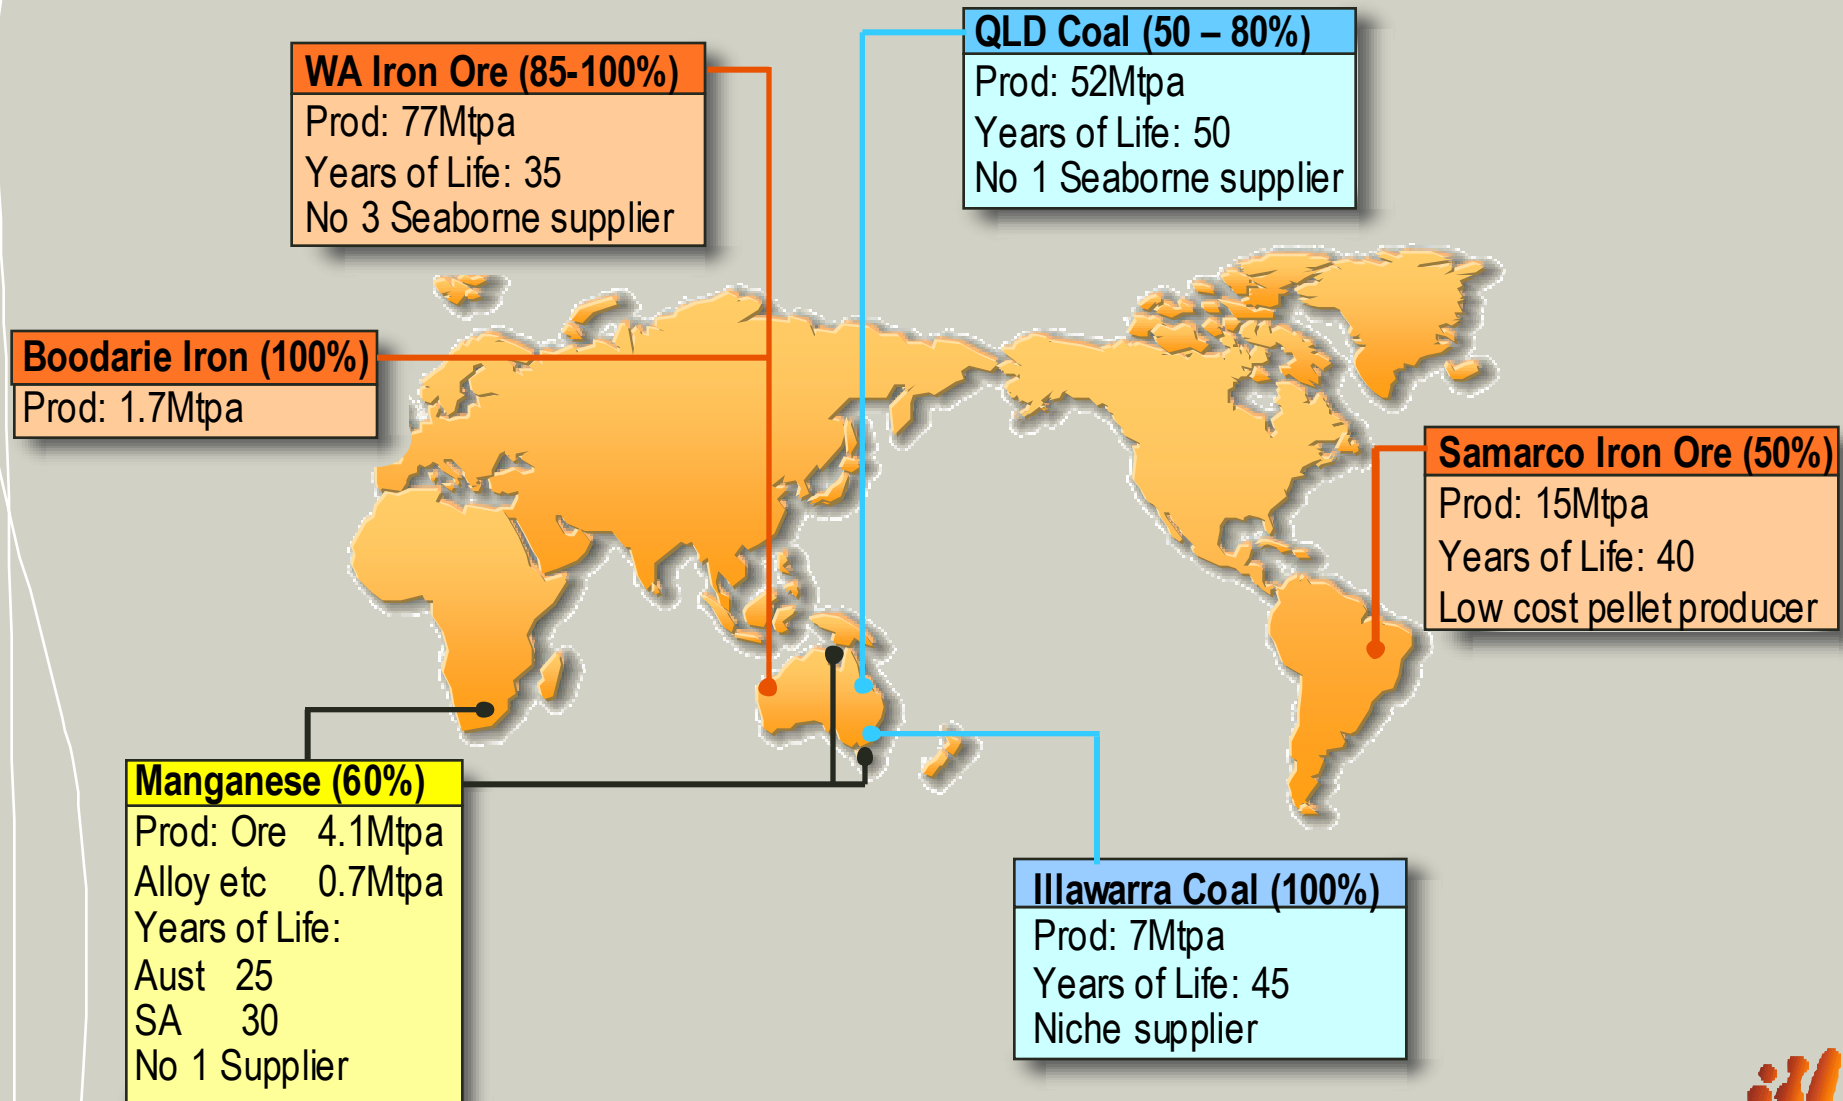 QLD Coal (50 – 80%)
Prod: 52Mtpa
Years of Life: 50
No 1 Seaborne supplier
WA Iron Ore (85-100%)
Prod: 77Mtpa
Years of Life: 35
No 3 Seaborne supplier
Boodarie Iron (100%)
Prod: 1.7Mtpa
Samarco Iron Ore (50%)
Prod: 15Mtpa
Years of Life: 40
Low cost pellet producer
Manganese (60%)
Prod: Ore 4.1Mtpa
Alloy etc 0.7Mtpa
Years of Life:
Aust 25
SA 30
No 1 Supplier
Illawarra Coal (100%)
Prod: 7Mtpa
Years of Life: 45
Niche supplier